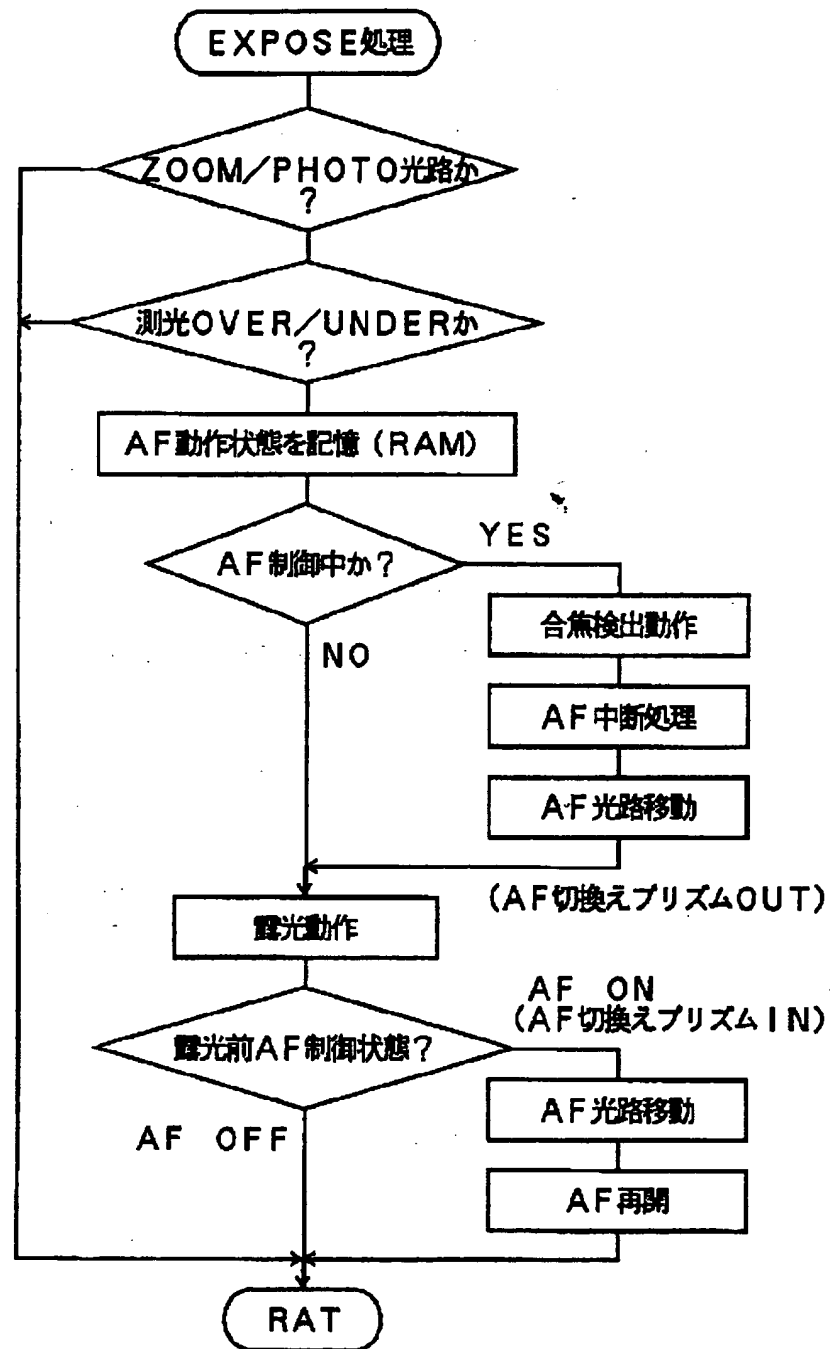 EXPOSE処理
ZOOM/PHOTO光路か
?
測光OVER/UNDERか
?
AF動作状態を記憶(RAM)
AF制御中か?
YES
合焦検出動作
NO
AF中断処理
AF光路移動
(AF切換えプリズムOUT)
露光動作
AF ON
(AF切換えプリズムIN)
露光前AF制御状態?
AF光路移動
AF OFF
AF再開
RAT